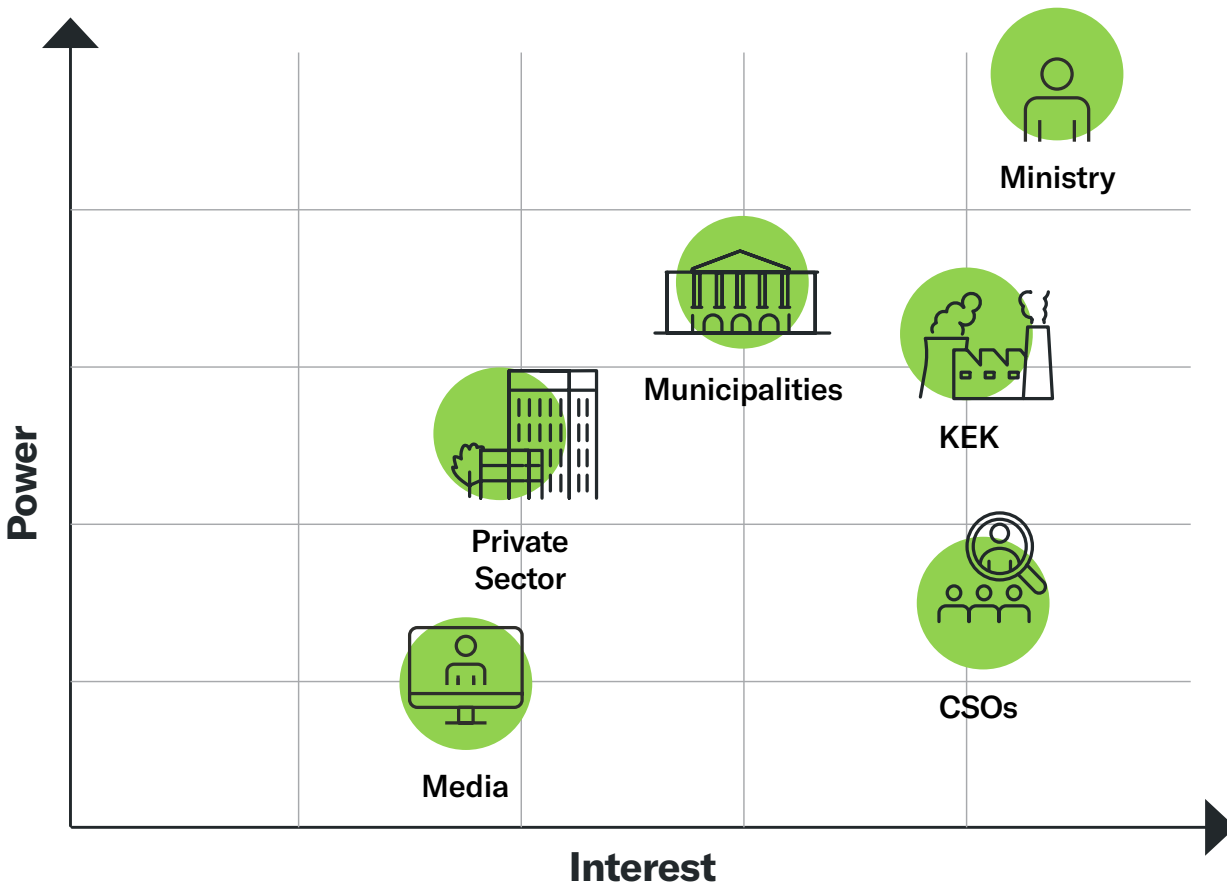 Ministry
Municipalities
KEK
Power
Private
Sector
CSOs
Media
Interest